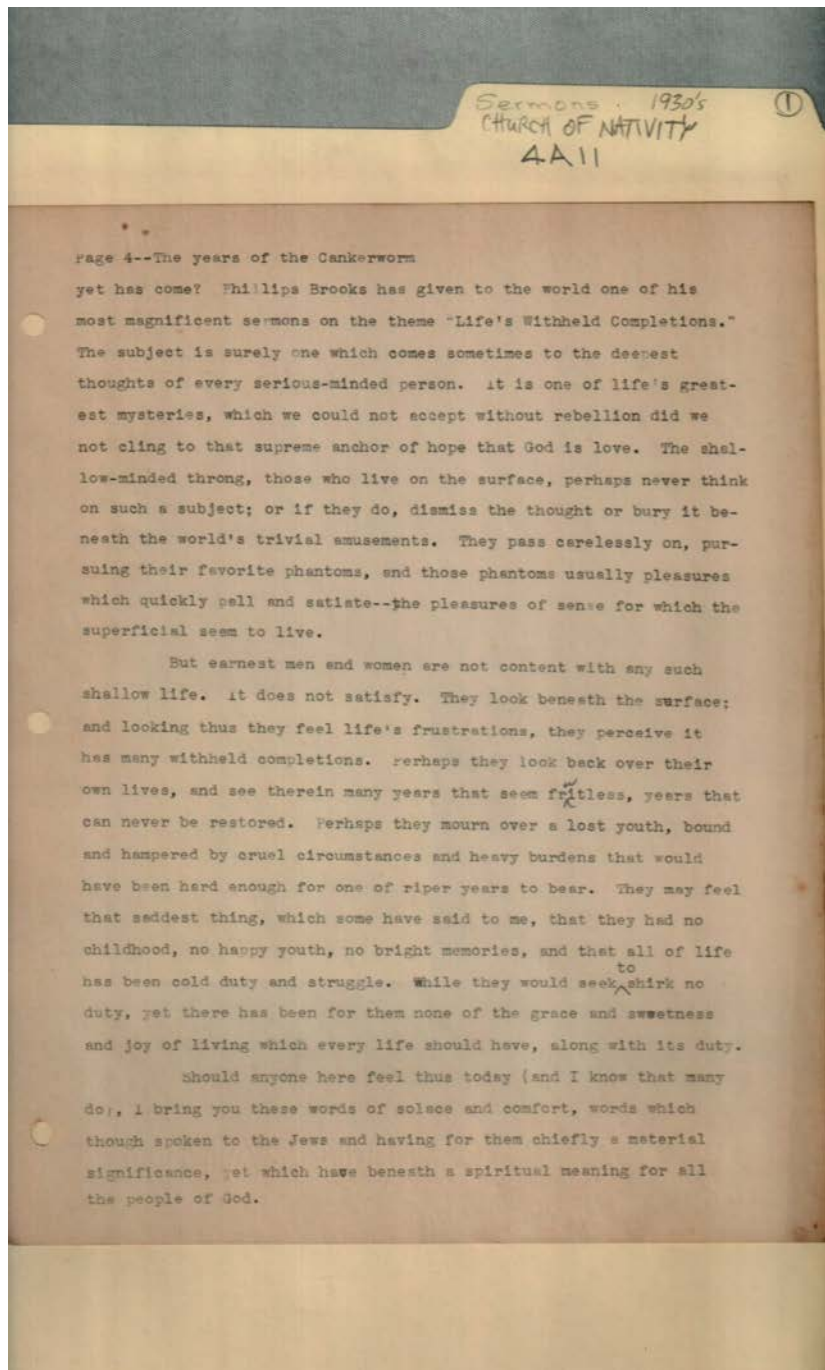 Sermons. 1930's
①
CHURCH OF NATIVITY
4A11
Page 4--The years of the Cankerworm
yet has come? Phillips Brooks has given to the world one of his
most magnificent sermons on the theme "Life's Withheld Completions."
The subject is surely one which comes sometimes to the deepest
thoughts of every serious-minded person. It is one of life's great-
est mysteries, which we could not accept without rebellion did we
not cling to that supreme anchor of hope that God is love. The shal-
low-minded throng, those who live on the surface, perhaps never think
on such a subject; or if they do, dismiss the thought or bury it be-
neath the world's trivial amusements. They pass carelessly on, pur-
suing their favorite phantoms, and those phantoms usually pleasures
which quickly pall and satiate--the pleasures of sense for which the
superficial seem to live.
But earnest men and women are not content with any such
shallow life. It does not satisfy. They look beneath the surface;
and looking thus they feel life's frustrations, they perceive it
has many withheld completions. Perhaps they look back over their
own lives, and see therein many years that seem fruitless, years that
can never be restored. Perhaps they mourn over a lost youth, bound
and hampered by cruel circumstances and heavy burdens that would
have been hard enough for one of riper years to bear. They may feel
that saddest thing, which some have said to me, that they had no
childhood, no happy youth, no bright memories, and that all of life
has been cold duty and struggle. While they would seek to shirk no
duty, yet there has been for them none of the grace and sweetness
and joy of living which every life should have, along with its duty.
Should anyone here feel thus today (and I know that many
do), I bring you these words of solace and comfort, words which
though spoken to the Jews and having for them chiefly a material
significance, yet which have beneath a spiritual meaning for all
the people of God.